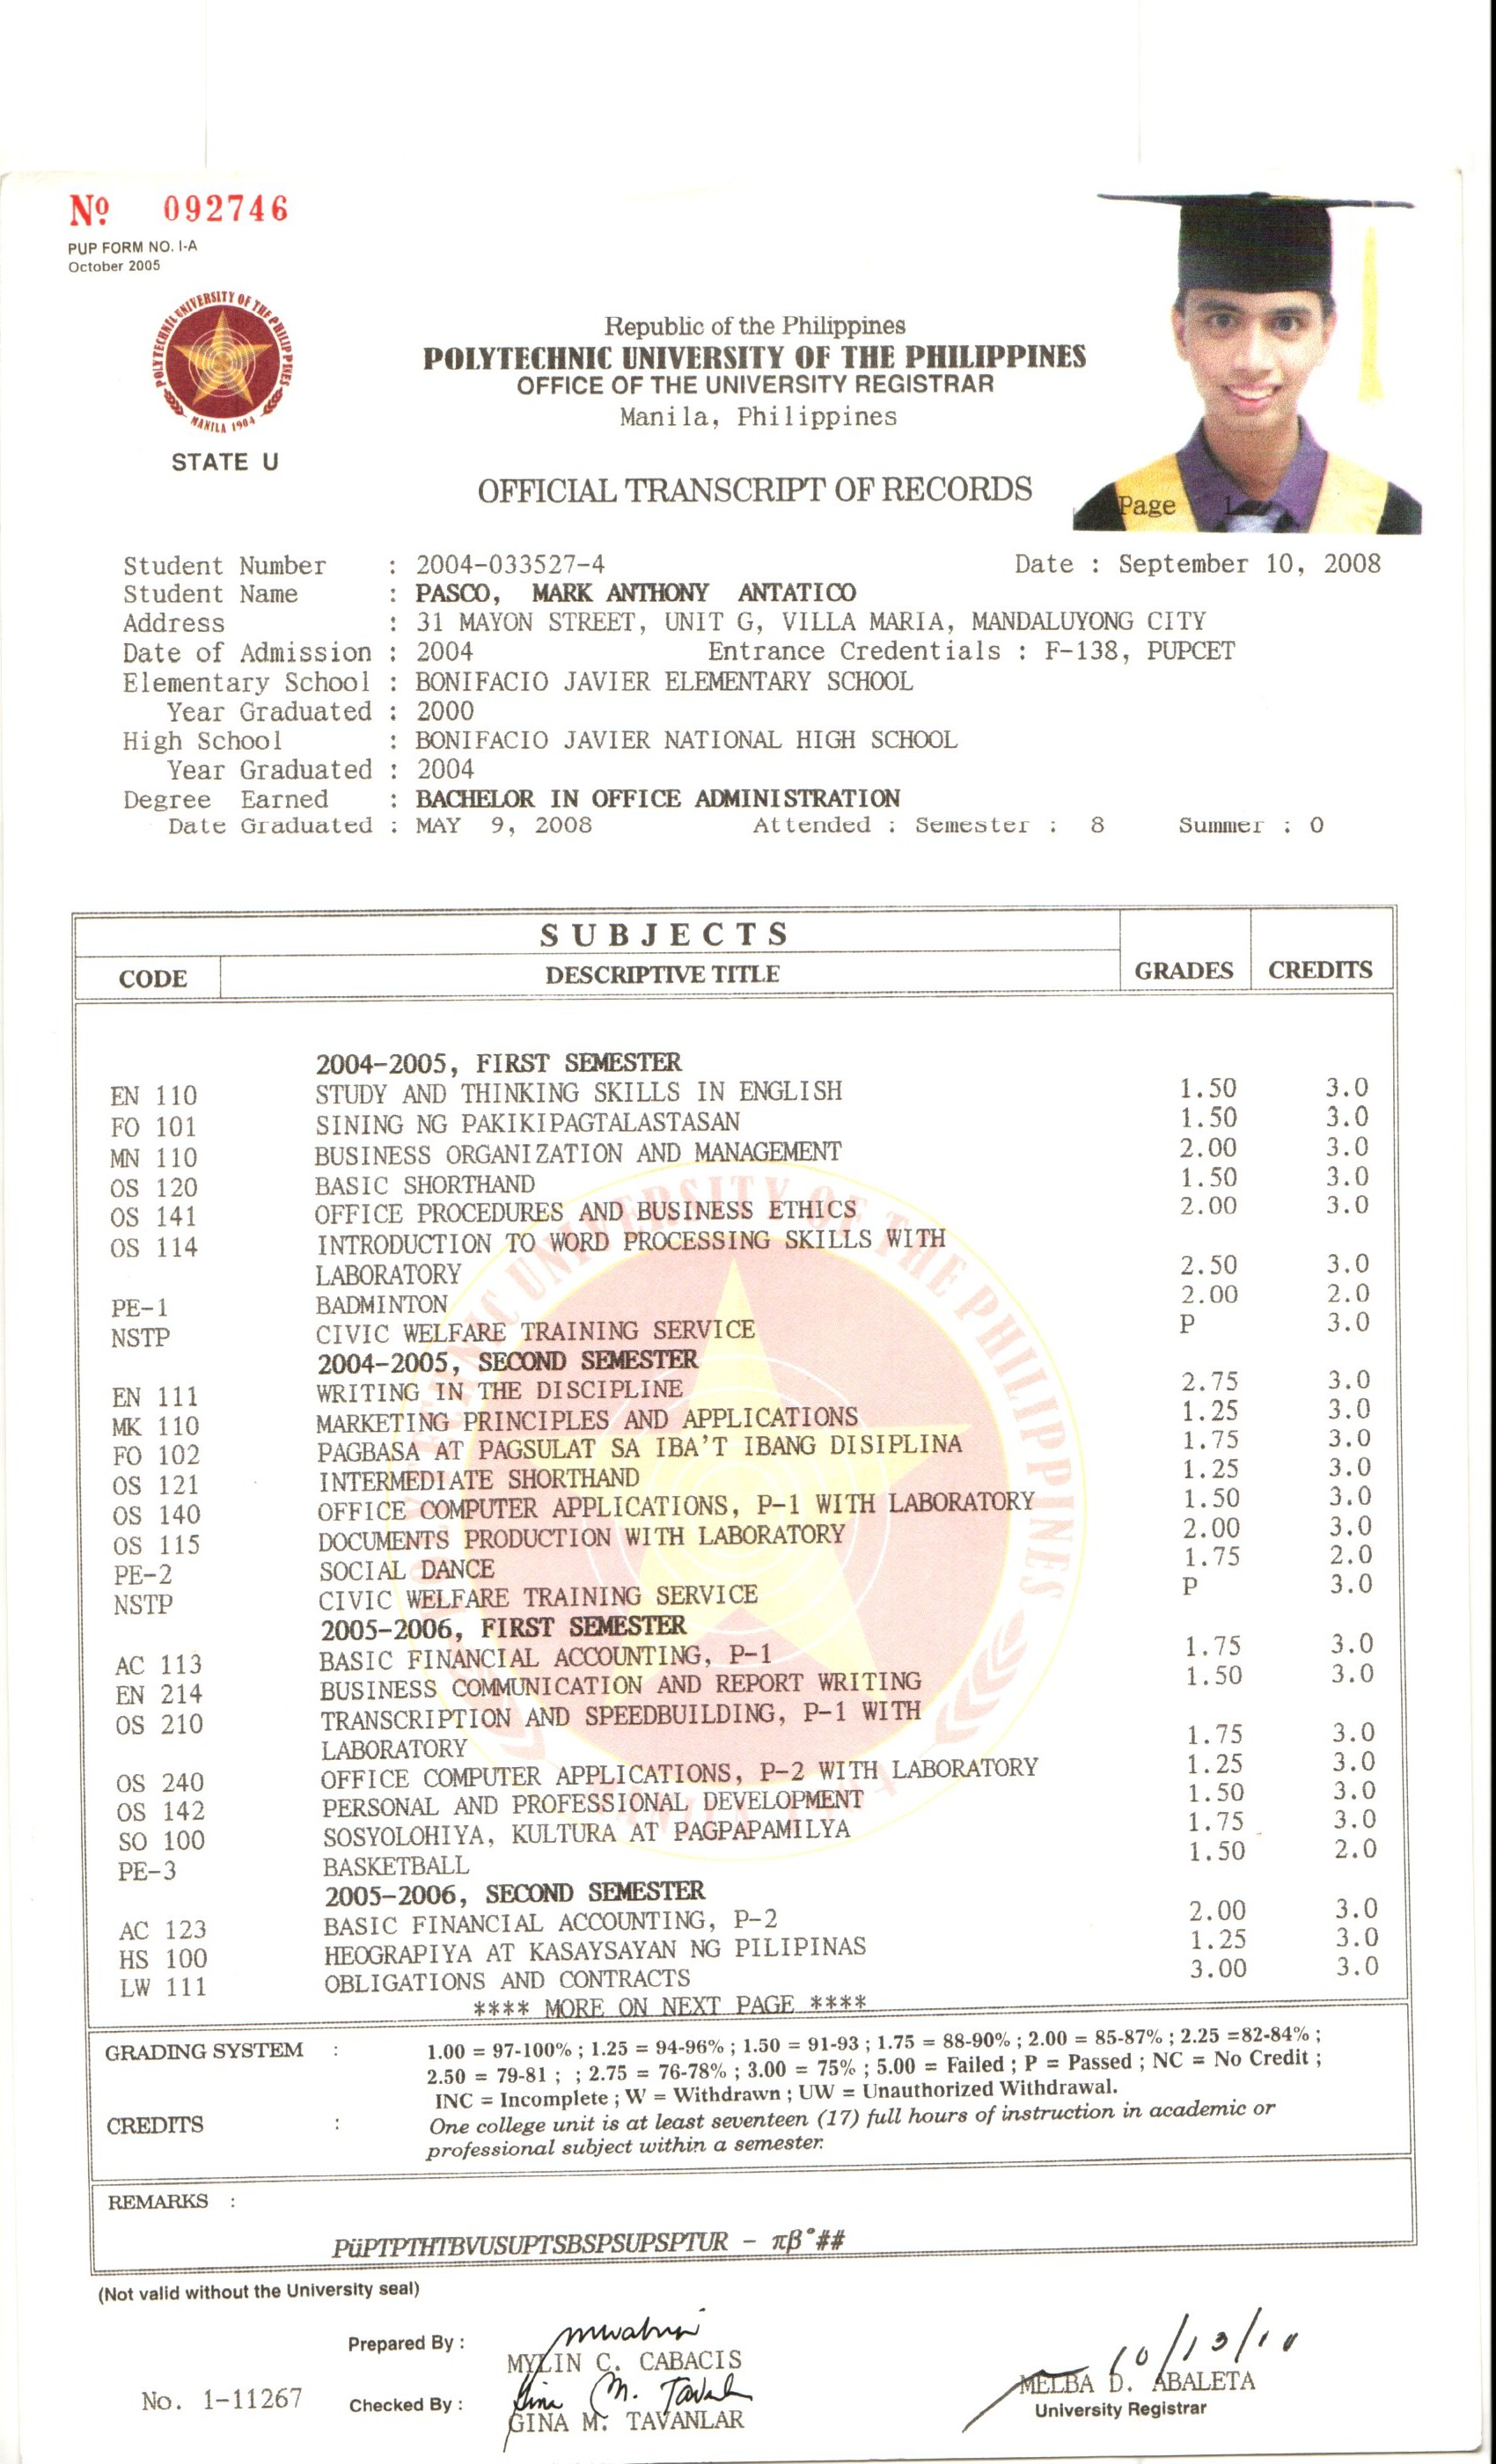 Nº 092746
PUP FORM NO. I-A
October 2005
POLYTECHNIC UNIVERSITY OF THE PHILIPPINES
MANILA 1904
STATE U
Republic of the Philippines
POLYTECHNIC UNIVERSITY OF THE PHILIPPINES
OFFICE OF THE UNIVERSITY REGISTRAR
Manila, Philippines
OFFICIAL TRANSCRIPT OF RECORDS
Page 1
Student Number : 2004-033527-4 Date : September 10, 2008
Student Name : PASCO, MARK ANTHONY ANTATICO
Address : 31 MAYON STREET, UNIT G, VILLA MARIA, MANDALUYONG CITY
Date of Admission : 2004 Entrance Credentials : F-138, PUPCET
Elementary School : BONIFACIO JAVIER ELEMENTARY SCHOOL
Year Graduated : 2000
High School : BONIFACIO JAVIER NATIONAL HIGH SCHOOL
Year Graduated : 2004
Degree Earned : BACHELOR IN OFFICE ADMINISTRATION
Date Graduated : MAY 9, 2008 Attended : Semester : 8 Summer : 0
SUBJECTS
CODE DESCRIPTIVE TITLE GRADES CREDITS
2004-2005, FIRST SEMESTER
EN 110 STUDY AND THINKING SKILLS IN ENGLISH 1.50 3.0
FO 101 SINING NG PAKIKIPAGTALASTASAN 1.50 3.0
MN 110 BUSINESS ORGANIZATION AND MANAGEMENT 2.00 3.0
OS 120 BASIC SHORTHAND 1.50 3.0
OS 141 OFFICE PROCEDURES AND BUSINESS ETHICS 2.00 3.0
OS 114 INTRODUCTION TO WORD PROCESSING SKILLS WITH
LABORATORY 2.50 3.0
PE-1 BADMINTON 2.00 2.0
NSTP CIVIC WELFARE TRAINING SERVICE P 3.0
2004-2005, SECOND SEMESTER
EN 111 WRITING IN THE DISCIPLINE 2.75 3.0
MK 110 MARKETING PRINCIPLES AND APPLICATIONS 1.25 3.0
FO 102 PAGBASA AT PAGSULAT SA IBA'T IBANG DISIPLINA 1.75 3.0
OS 121 INTERMEDIATE SHORTHAND 1.25 3.0
OS 140 OFFICE COMPUTER APPLICATIONS, P-1 WITH LABORATORY 1.50 3.0
OS 115 DOCUMENTS PRODUCTION WITH LABORATORY 2.00 3.0
PE-2 SOCIAL DANCE 1.75 2.0
NSTP CIVIC WELFARE TRAINING SERVICE P 3.0
2005-2006, FIRST SEMESTER
AC 113 BASIC FINANCIAL ACCOUNTING, P-1 1.75 3.0
EN 214 BUSINESS COMMUNICATION AND REPORT WRITING 1.50 3.0
OS 210 TRANSCRIPTION AND SPEEDBUILDING, P-1 WITH
LABORATORY 1.75 3.0
OS 240 OFFICE COMPUTER APPLICATIONS, P-2 WITH LABORATORY 1.25 3.0
OS 142 PERSONAL AND PROFESSIONAL DEVELOPMENT 1.50 3.0
SO 100 SOSYOLOHIYA, KULTURA AT PAGPAPAMILYA 1.75 3.0
PE-3 BASKETBALL 1.50 2.0
2005-2006, SECOND SEMESTER
AC 123 BASIC FINANCIAL ACCOUNTING, P-2 2.00 3.0
HS 100 HEOGRAPIYA AT KASAYSAYAN NG PILIPINAS 1.25 3.0
LW 111 OBLIGATIONS AND CONTRACTS 3.00 3.0
**** MORE ON NEXT PAGE ****
POLYTECHNIC UNIVERSITY OF THE PHILIPPINES
MANILA 1904
GRADING SYSTEM : 1.00 = 97-100% ; 1.25 = 94-96% ; 1.50 = 91-93 ; 1.75 = 88-90% ; 2.00 = 85-87% ; 2.25 =82-84% ;
2.50 = 79-81 ; ; 2.75 = 76-78% ; 3.00 = 75% ; 5.00 = Failed ; P = Passed ; NC = No Credit ;
INC = Incomplete ; W = Withdrawn ; UW = Unauthorized Withdrawal.
CREDITS : One college unit is at least seventeen (17) full hours of instruction in academic or
professional subject within a semester.
REMARKS :
PüPTPTHTBVUSUPTSBSPSUPSPTUR - πβ°##
(Not valid without the University seal)
Prepared By :
MYLIN C. CABACIS
10/13/10
MELBA D. ABALETA
University Registrar
No. 1-11267 Checked By :
Gina M. Tavanlar
GINA M. TAVANLAR